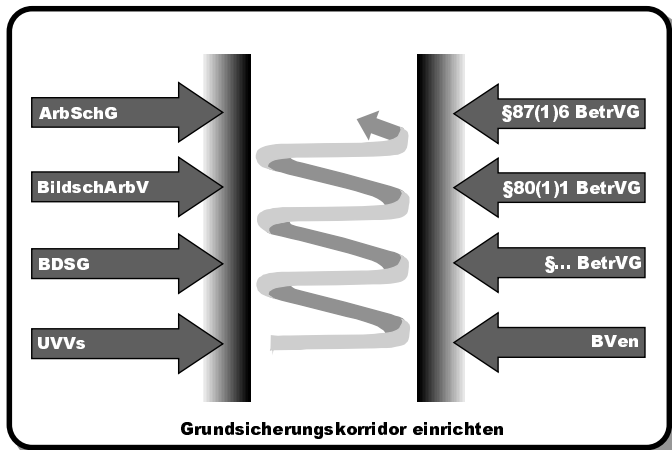 ArbSchG
BildschArbV
BDSG
UVVs
§87(1)6 BetrVG
§80(1)1 BetrVG
§... BetrVG
BVen
Grundsicherungskorridor einrichten